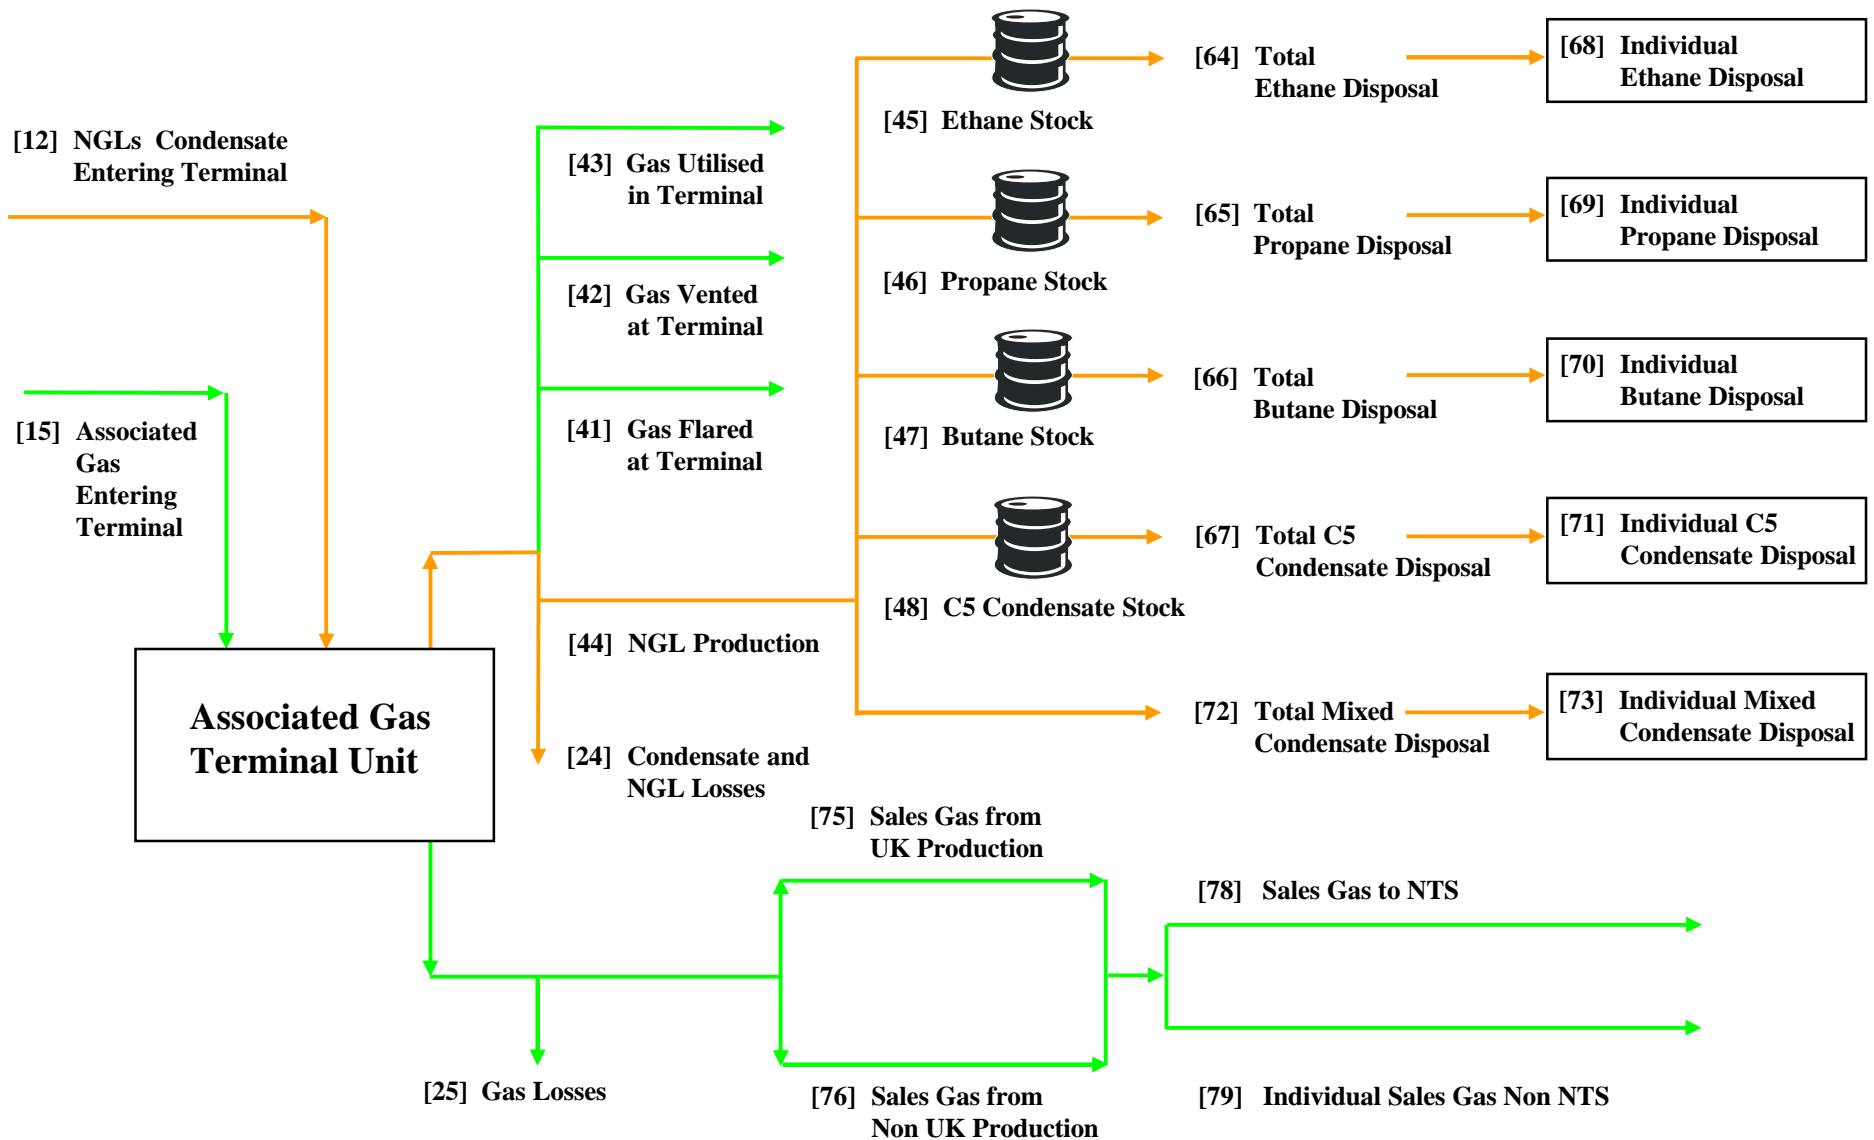 [12] NGLs Condensate
Entering Terminal
[15] Associated
Gas
Entering
Terminal
Associated Gas
Terminal Unit
[43] Gas Utilised
in Terminal
[42] Gas Vented
at Terminal
[41] Gas Flared
at Terminal
[44] NGL Production
[24] Condensate and
NGL Losses
[45] Ethane Stock
[46] Propane Stock
[47] Butane Stock
[48] C5 Condensate Stock
[64] Total
Ethane Disposal
[65] Total
Propane Disposal
[66] Total
Butane Disposal
[67] Total C5
Condensate Disposal
[72] Total Mixed
Condensate Disposal
[68] Individual
Ethane Disposal
[69] Individual
Propane Disposal
[70] Individual
Butane Disposal
[71] Individual C5
Condensate Disposal
[73] Individual Mixed
Condensate Disposal
[75] Sales Gas from
UK Production
[25] Gas Losses
[76] Sales Gas from
Non UK Production
[78] Sales Gas to NTS
[79] Individual Sales Gas Non NTS